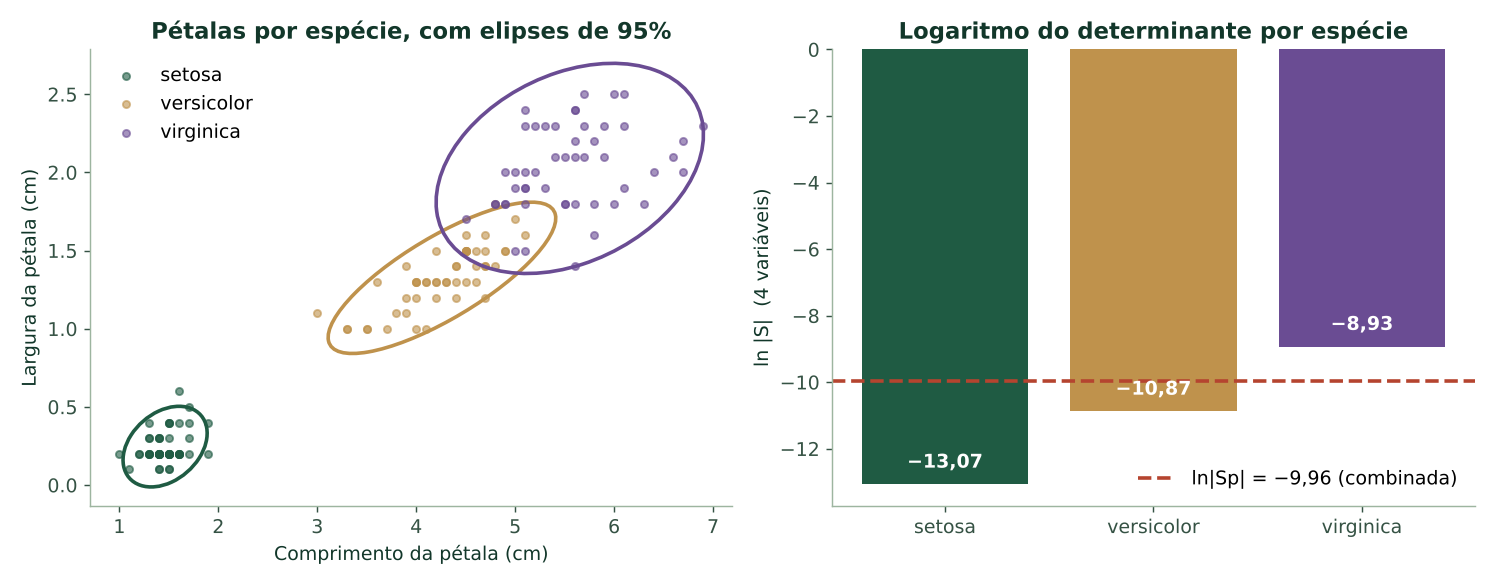 Pétalas por espécie, com elipses de 95%
setosa
versicolor
virginica
2.5
2.0
1.5
1.0
0.5
0.0
Largura da pétala (cm)
1 2 3 4 5 6 7
Comprimento da pétala (cm)
Logaritmo do determinante por espécie
0
−2
−4
−6
−8
−10
−12
ln |S| (4 variáveis)
−8,93
−10,87
−13,07
ln|Sp| = −9,96 (combinada)
setosa versicolor virginica